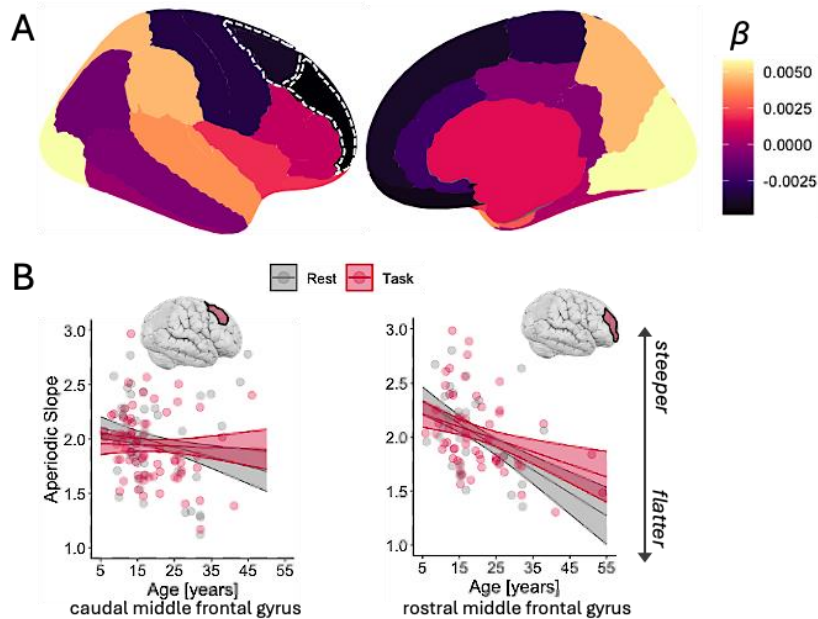 A
β
0.0050
0.0025
0.0000
-0.0025
B
Rest Task
3.0
2.5
2.0
1.5
1.0
Aperiodic Slope
5 15 25 35 45 55
Age [years]
caudal middle frontal gyrus
3.0
2.5
2.0
1.5
1.0
5 15 25 35 45 55
Age [years]
rostral middle frontal gyrus
steeper
flatter